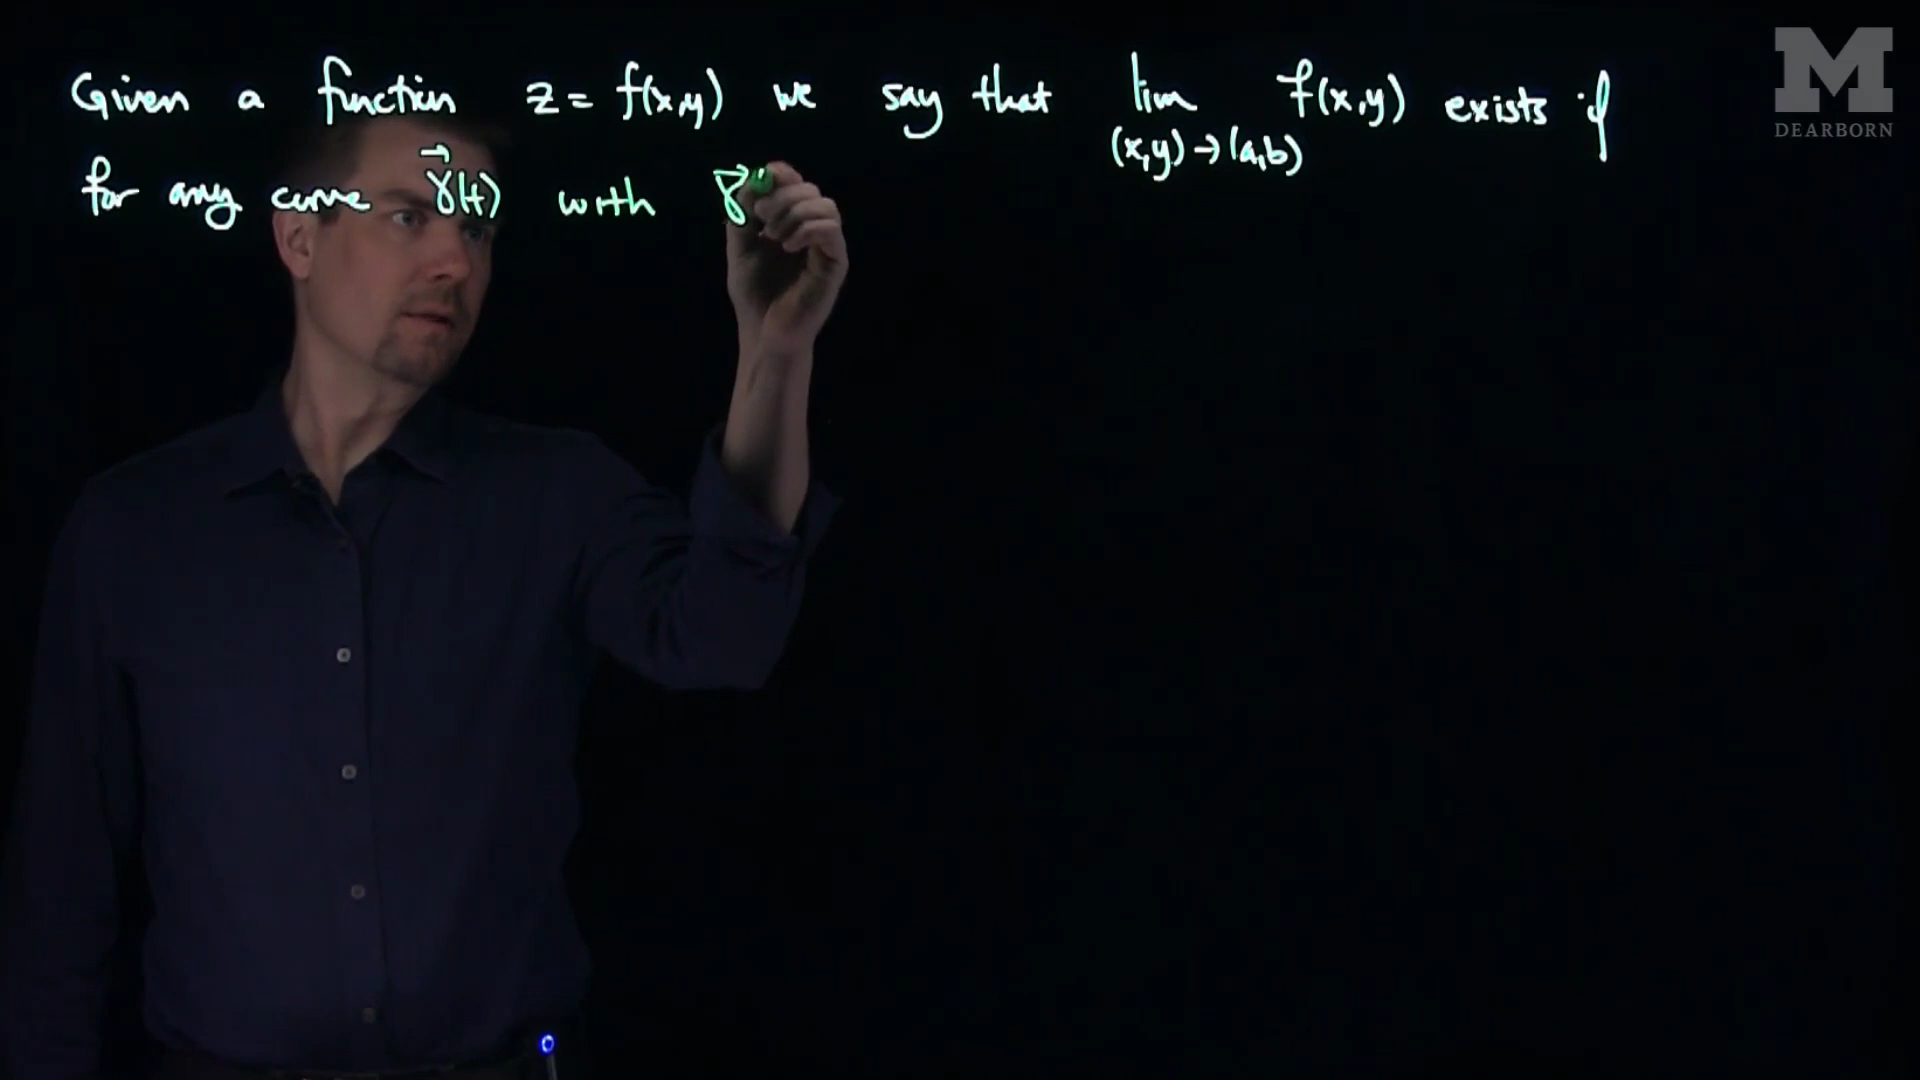 Given a function z = f(x,y) we say that lim f(x,y) exists if
(x,y) → (a,b)
for any curve γ⃗(t) with γ⃗
M
DEARBORN